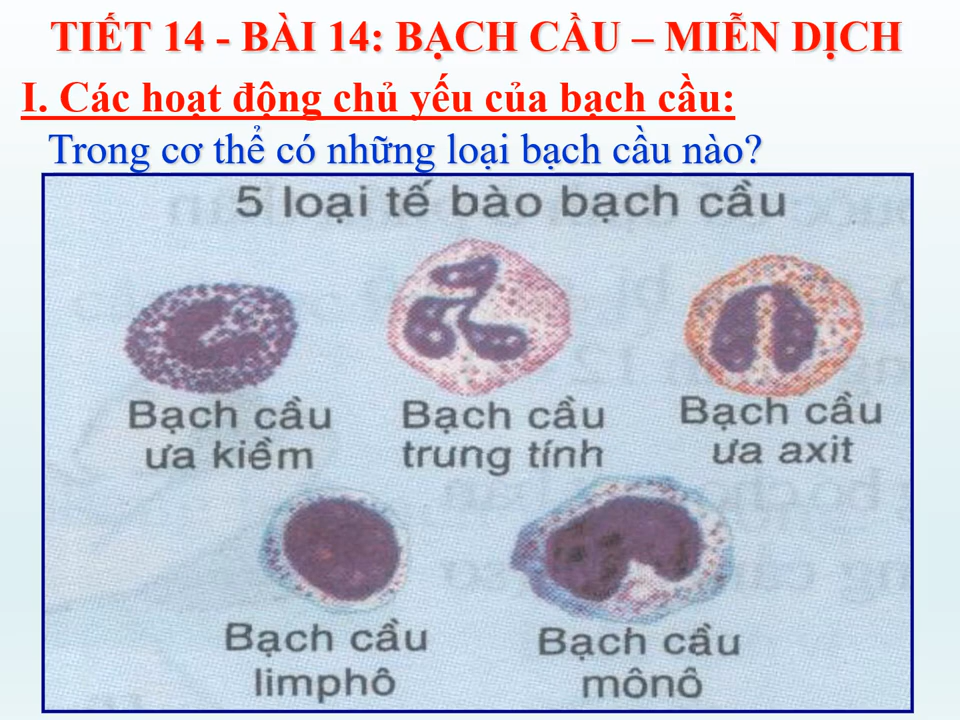 TIẾT 14 - BÀI 14: BẠCH CẦU – MIỄN DỊCH
I. Các hoạt động chủ yếu của bạch cầu:
Trong cơ thể có những loại bạch cầu nào?
5 loại tế bào bạch cầu
Bạch cầu
ưa kiềm
Bạch cầu
trung tính
Bạch cầu
ưa axit
Bạch cầu
limphô
Bạch cầu
mônô